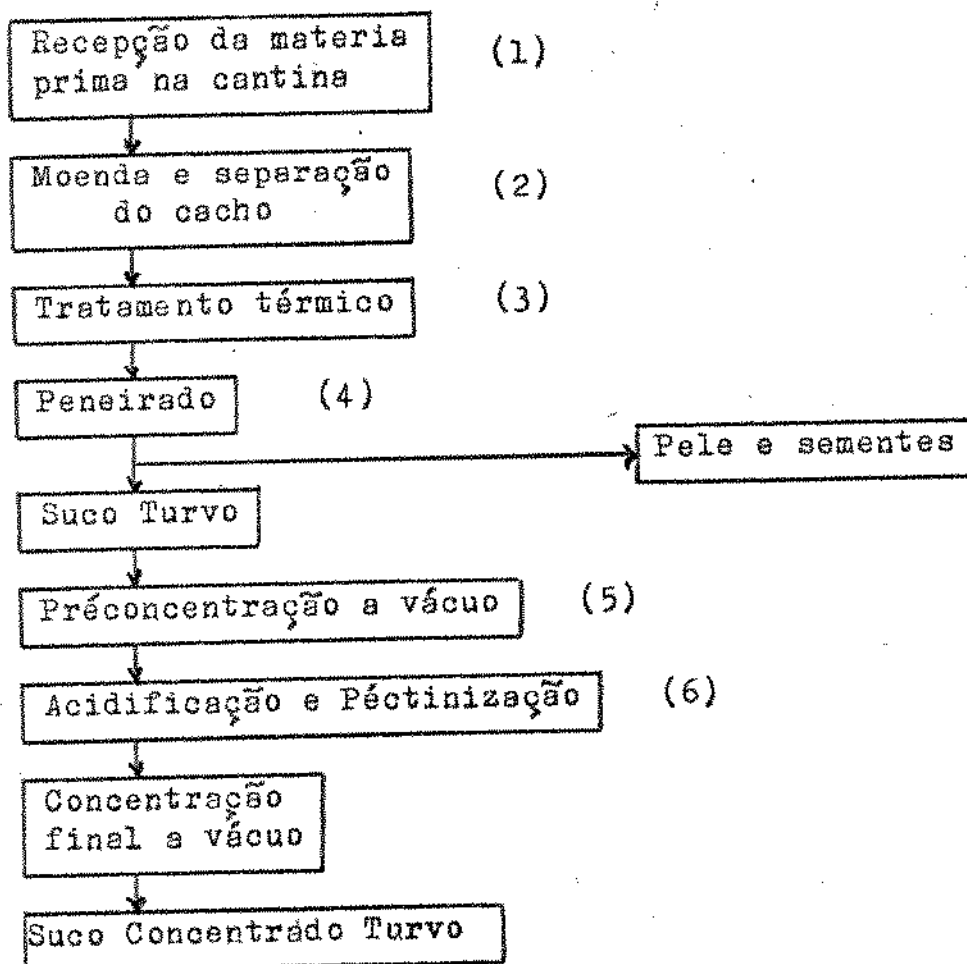 Recepção da materia (1)
prima na cantina
Moenda e separação (2)
do cacho
Tratamento térmico (3)
Peneirado (4)
Pele e sementes
Suco Turvo
Préconcentração a vácuo (5)
Acidificação e Péctinização (6)
Concentração
final a vácuo
Suco Concentrádo Turvo